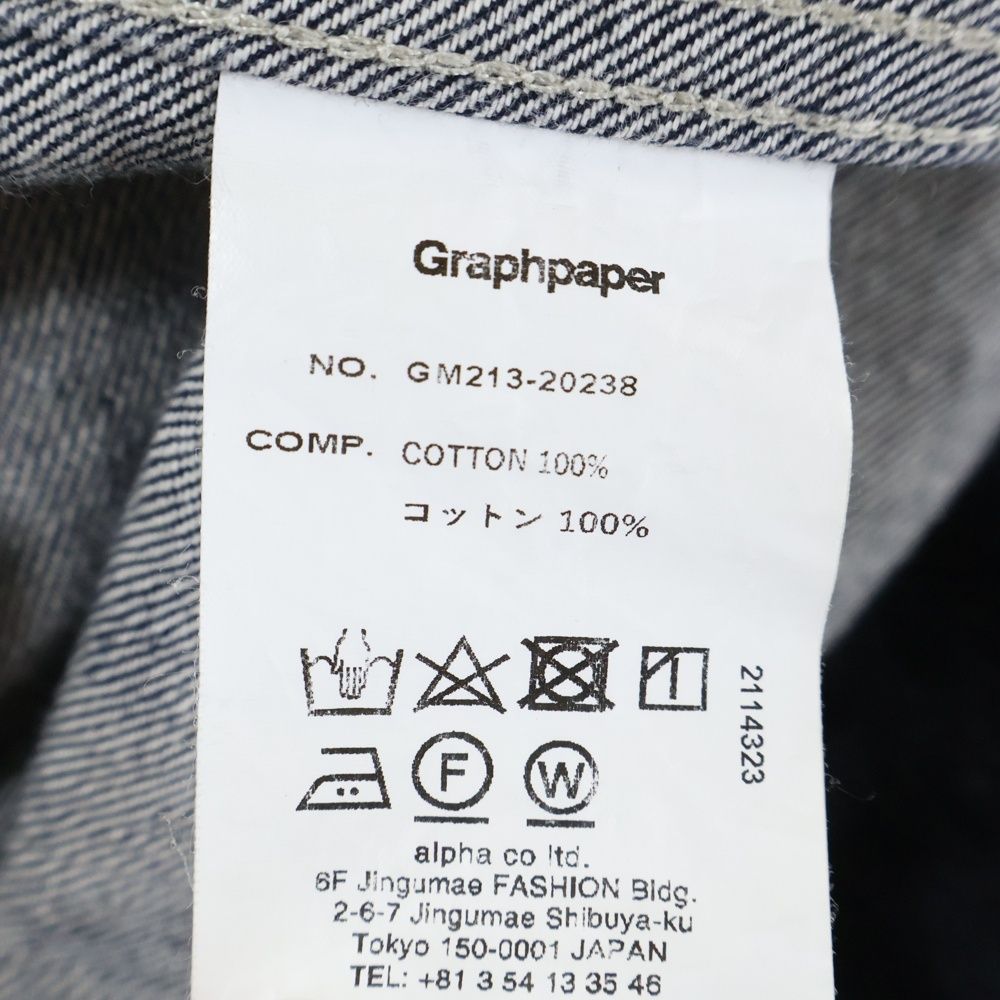 Graphpaper
NO. GM213-20238
COMP. COTTON 100%
コットン 100%
2114323
F
W
alpha co ltd.
6F Jingumae FASHION Bldg.
2-6-7 Jingumae Shibuya-ku
Tokyo 150-0001 JAPAN
TEL: +81 3 54 13 35 46